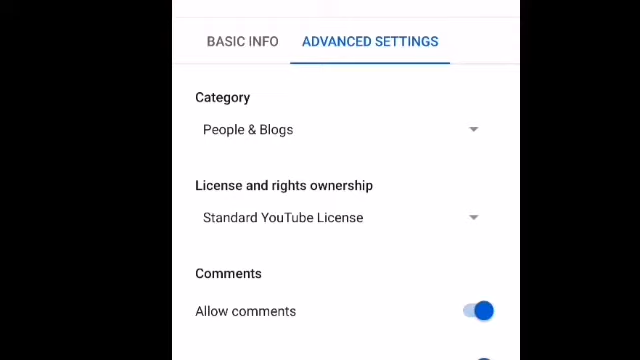 BASIC INFO ADVANCED SETTINGS
Category
People & Blogs
License and rights ownership
Standard YouTube License
Comments
Allow comments